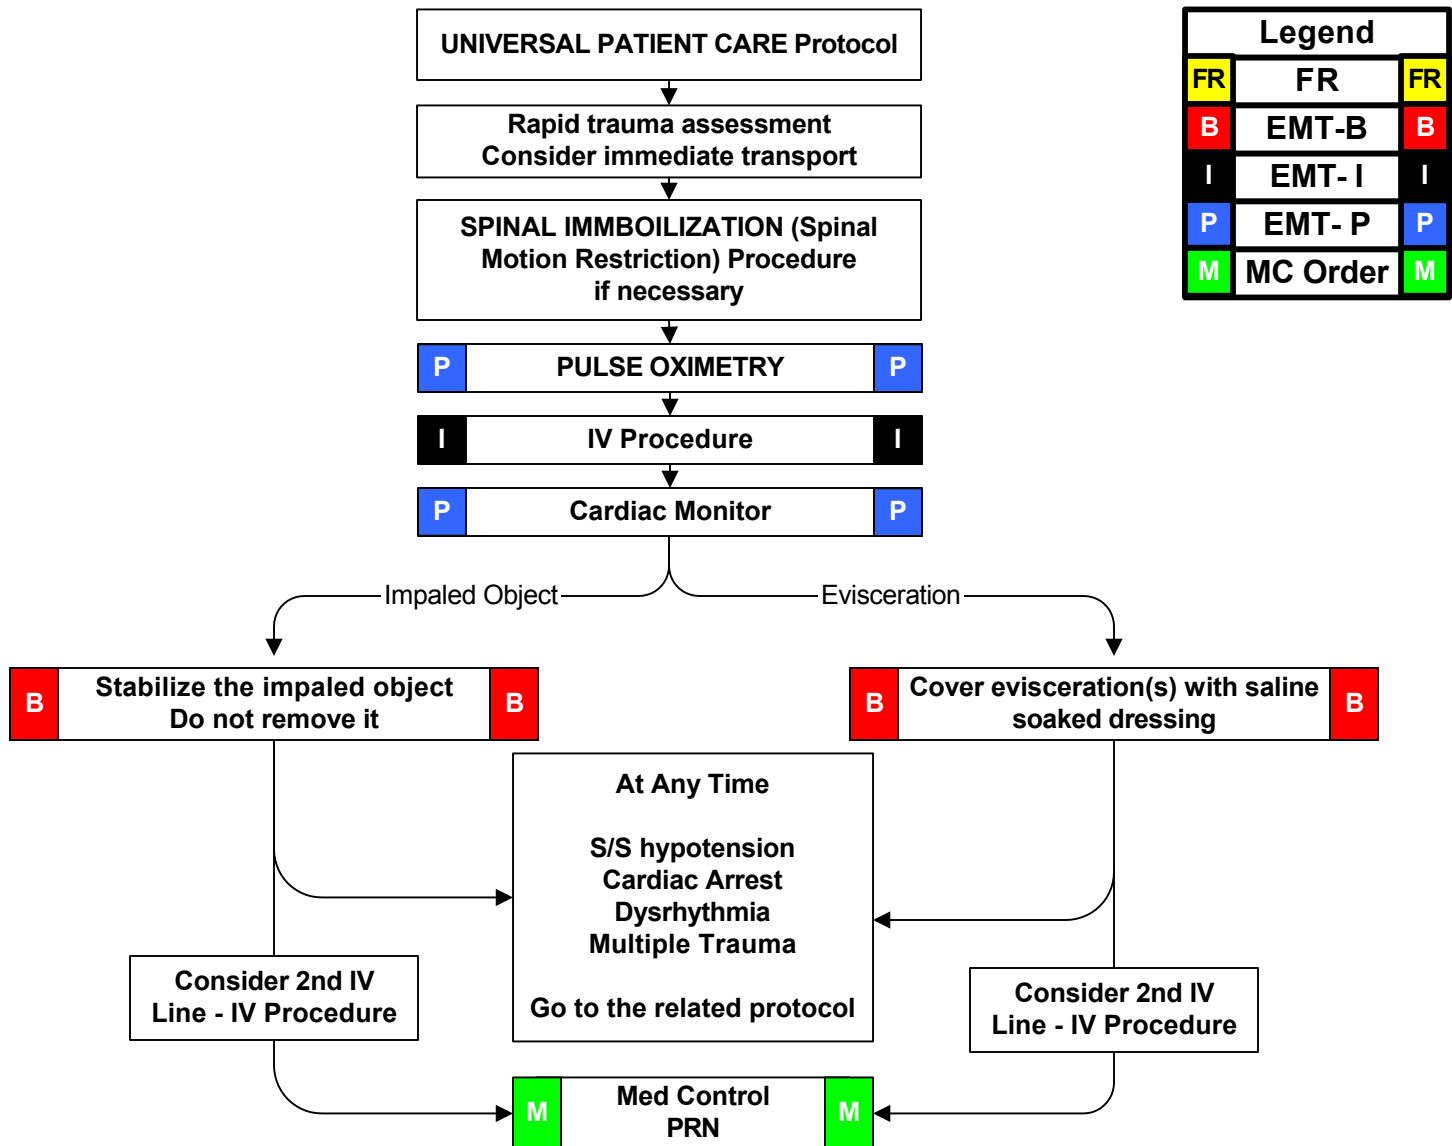 UNIVERSAL PATIENT CARE Protocol
Legend
FR FR FR
B EMT-B B
I EMT- I I
P EMT- P P
M MC Order M
Rapid trauma assessment
Consider immediate transport
SPINAL IMMBOILIZATION (Spinal
Motion Restriction) Procedure
if necessary
P PULSE OXIMETRY P
I IV Procedure I
P Cardiac Monitor P
Impaled Object
Evisceration
B Stabilize the impaled object B
Do not remove it
B Cover evisceration(s) with saline B
soaked dressing
At Any Time
S/S hypotension
Cardiac Arrest
Dysrhythmia
Multiple Trauma
Go to the related protocol
Consider 2nd IV
Line - IV Procedure
Consider 2nd IV
Line - IV Procedure
M Med Control M
PRN